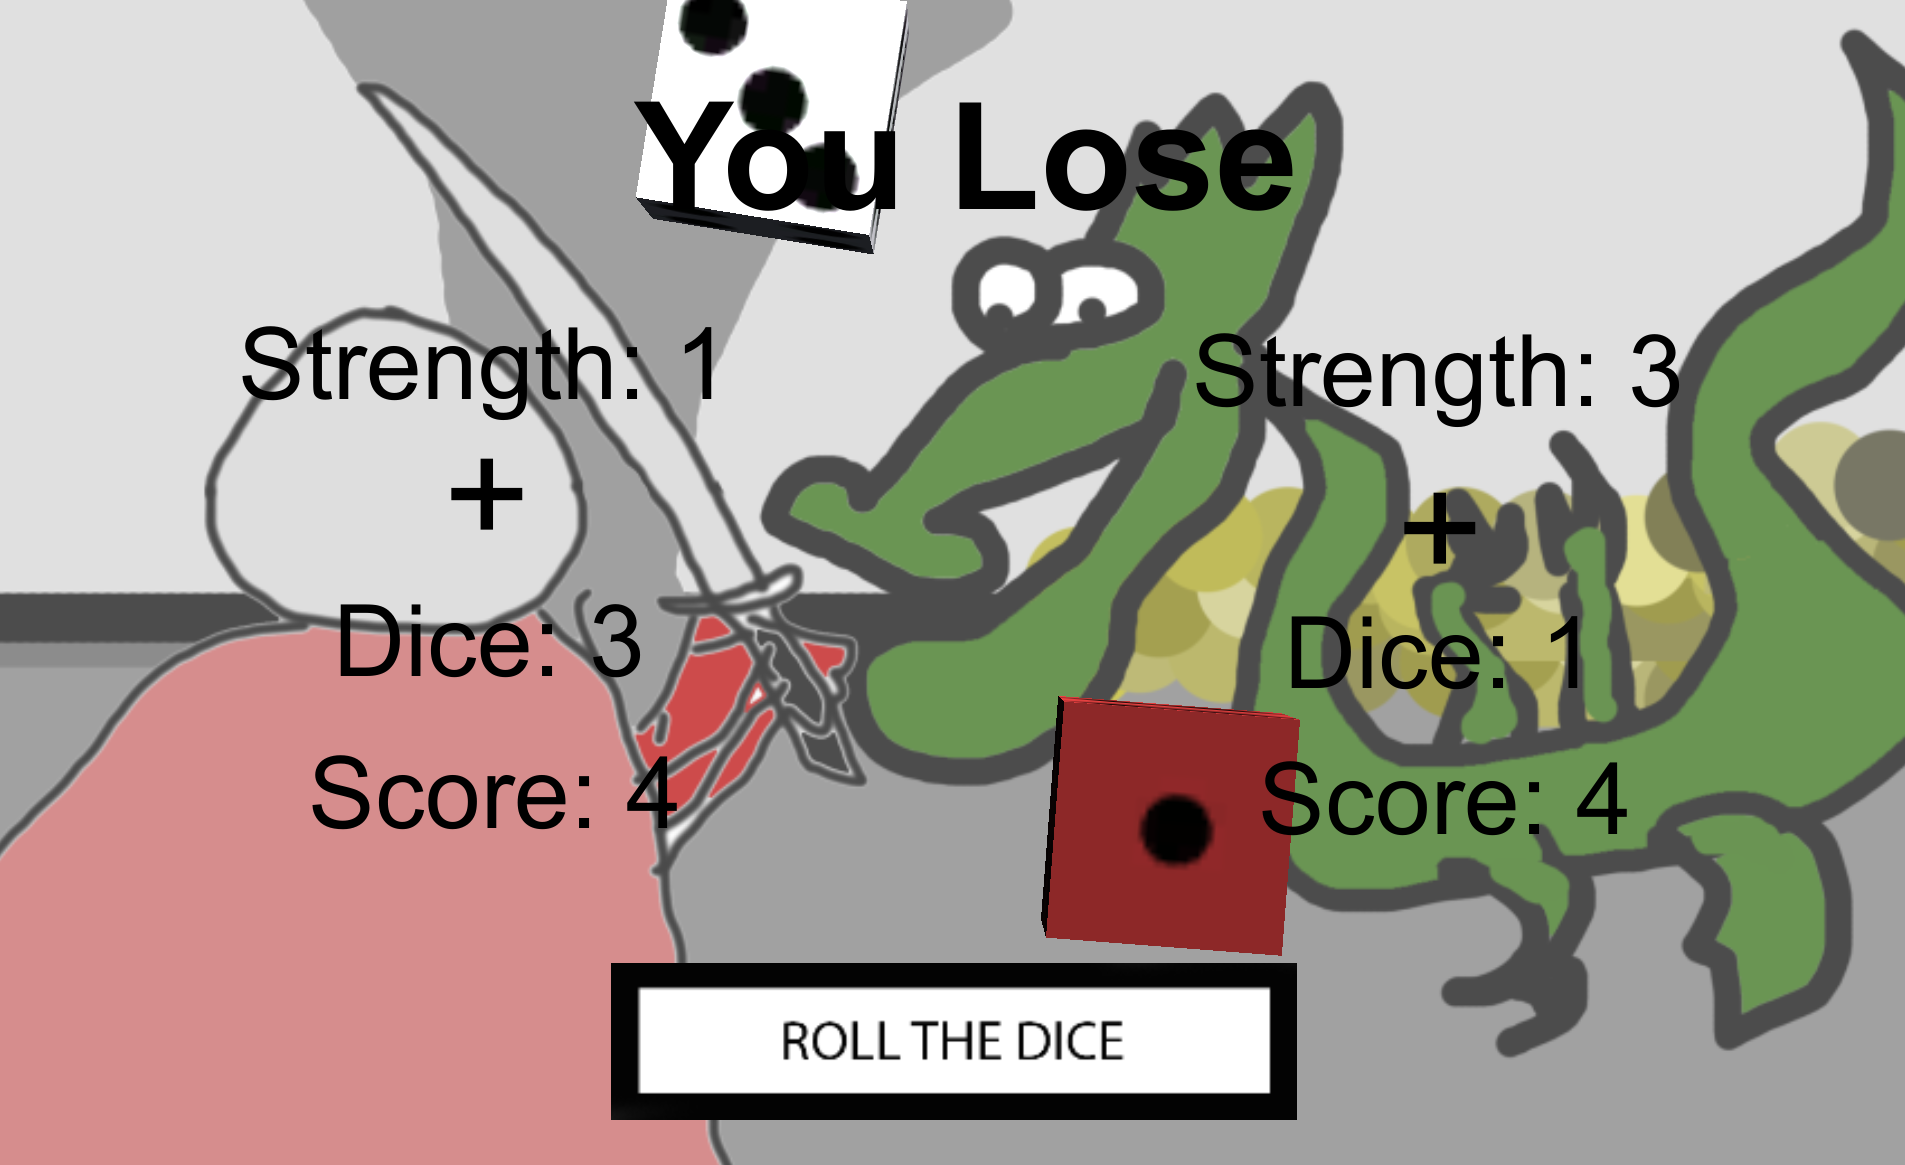 You Lose
Strength: 1
+
Dice: 3
Score: 4
Strength: 3
+
Dice: 1
Score: 4
ROLL THE DICE